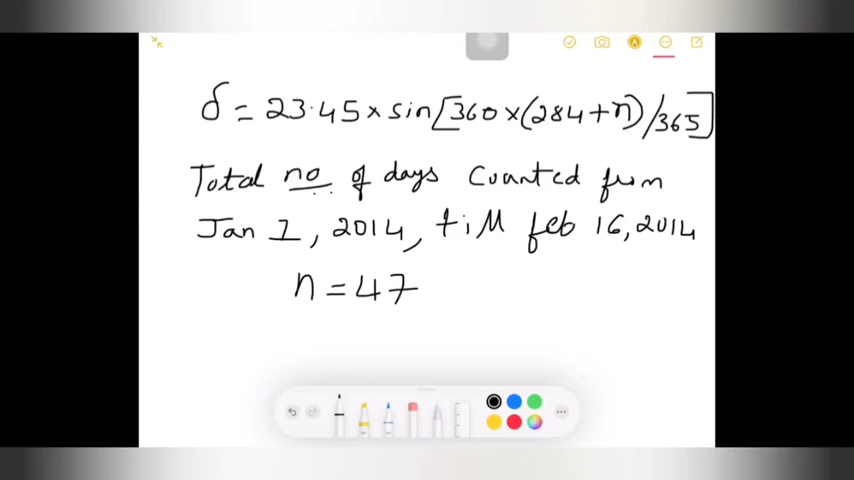 δ = 23.45 × sin[360 × (284 + n)/365]
Total no of days Counted from
Jan 1, 2014, till feb 16, 2014
n = 47